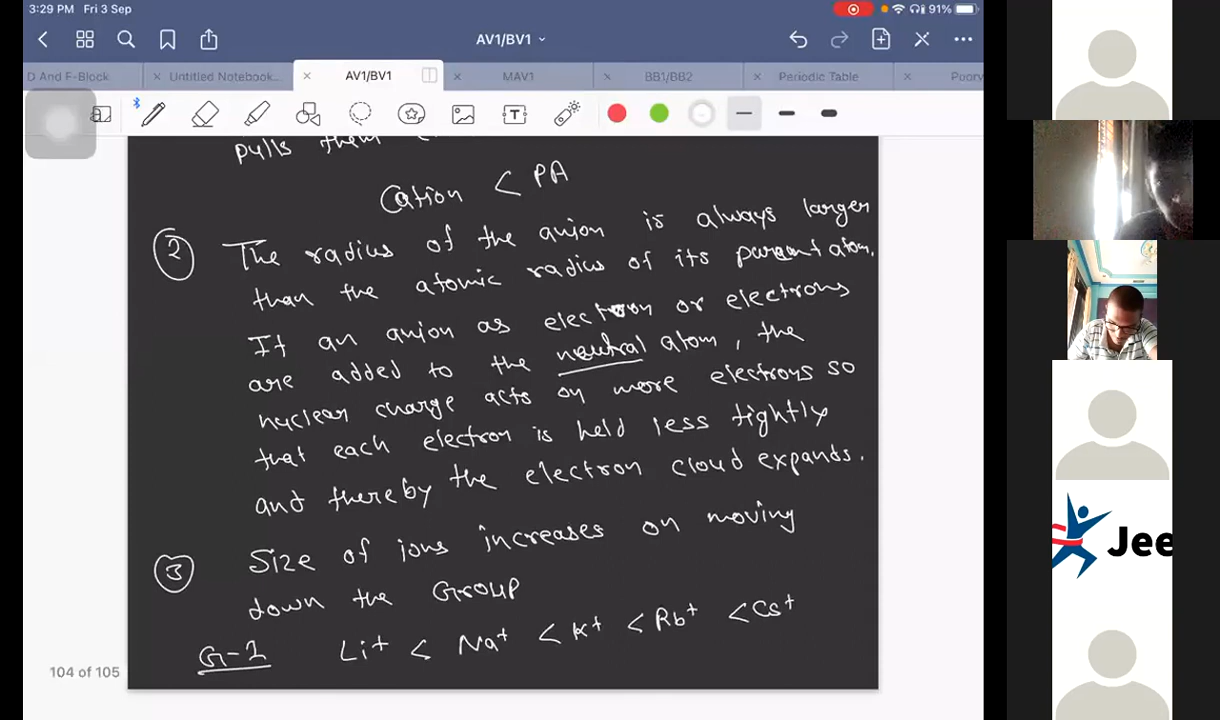 3:29 PM Fri 3 Sep
91%
AV1/BV1
D And F-Block
Untitled Notebook...
AV1/BV1
MAV1
BB1/BB2
Periodic Table
Poorv
pulls them
Cation < PA
② The radius of the anion is always larger
than the atomic radius of its parent atom.
If an anion as electron or electrons
are added to the neutral atom, the
nuclear charge acts on more electrons so
that each electron is held less tightly
and thereby the electron cloud expands.
③ Size of ions increases on moving
down the Group
G-1 Li⁺ < Na⁺ < K⁺ < Rb⁺ < Cs⁺
104 of 105
Jee